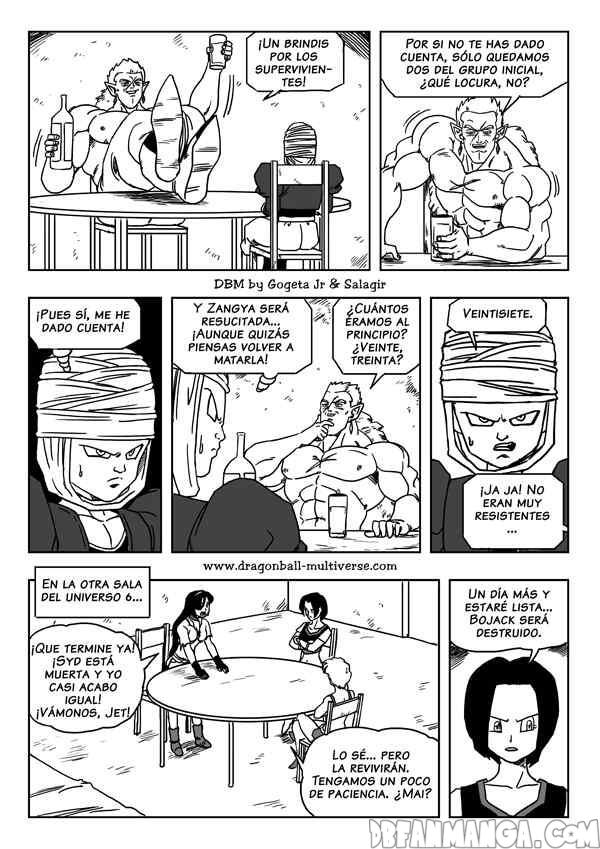 ¡UN BRINDIS
POR LOS
SUPERVIVIEN-
TES!
POR SI NO TE HAS DADO
CUENTA, SÓLO QUEDAMOS
DOS DEL GRUPO INICIAL,
¿QUÉ LOCURA, NO?
DBM by Gogeta Jr & Salagir
¡PUES SÍ, ME HE
DADO CUENTA!
Y ZANGYA SERÁ
RESUCITADA...
¡AUNQUE QUIZÁS
PIENSAS VOLVER A
MATARLA!
¿CUÁNTOS
ÉRAMOS AL
PRINCIPIO?
¿VEINTE,
TREINTA?
VEINTISIETE.
¡JA JA! NO
ERAN MUY
RESISTENTES
...
www.dragonball-multiverse.com
EN LA OTRA SALA
DEL UNIVERSO 6...
¡QUE TERMINE YA!
¡SYD ESTÁ
MUERTA Y YO
CASI ACABO
IGUAL!
¡VÁMONOS, JET!
LO SÉ... PERO
LA REVIVIRÁN.
TENGAMOS UN POCO
DE PACIENCIA. ¿MAI?
UN DÍA MÁS Y
ESTARÉ LISTA...
BOJACK SERÁ
DESTRUIDO.
DBFANMANGA.COM